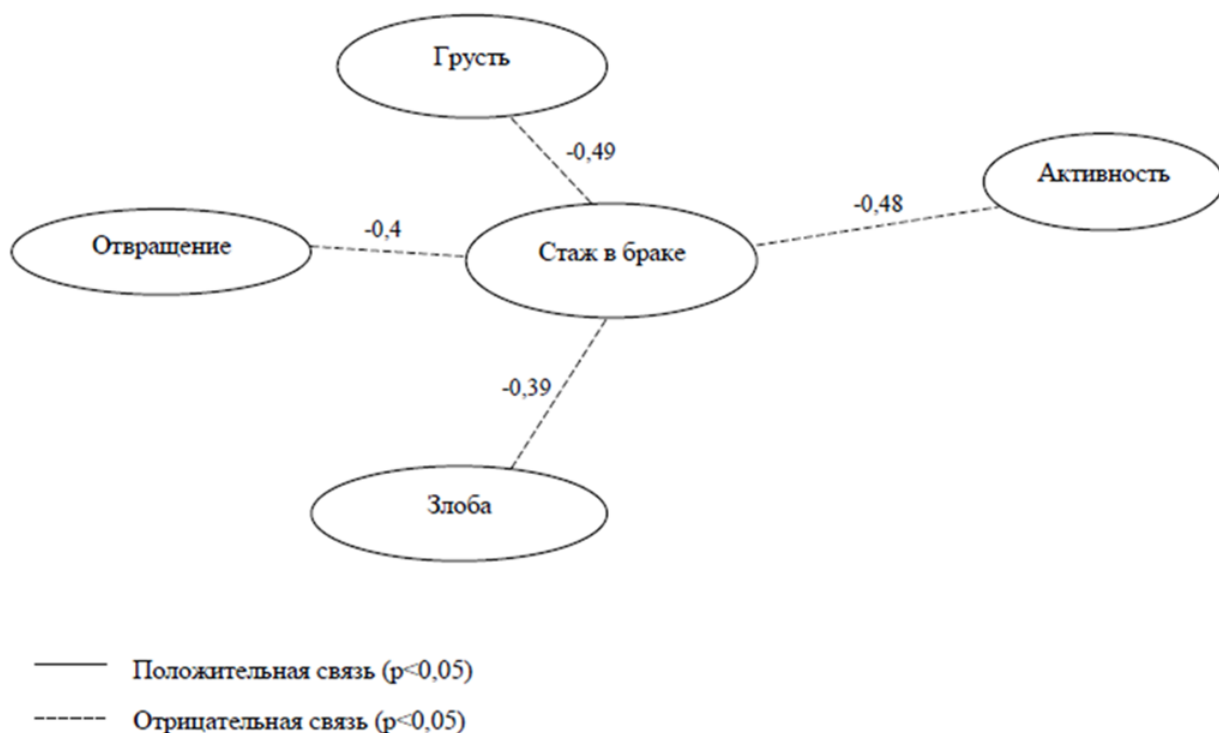 Грусть
-0,49
Активность
-0,48
Отвращение
-0,4
Стаж в браке
-0,39
Злоба
Положительная связь (p<0,05)
Отрицательная связь (p<0,05)